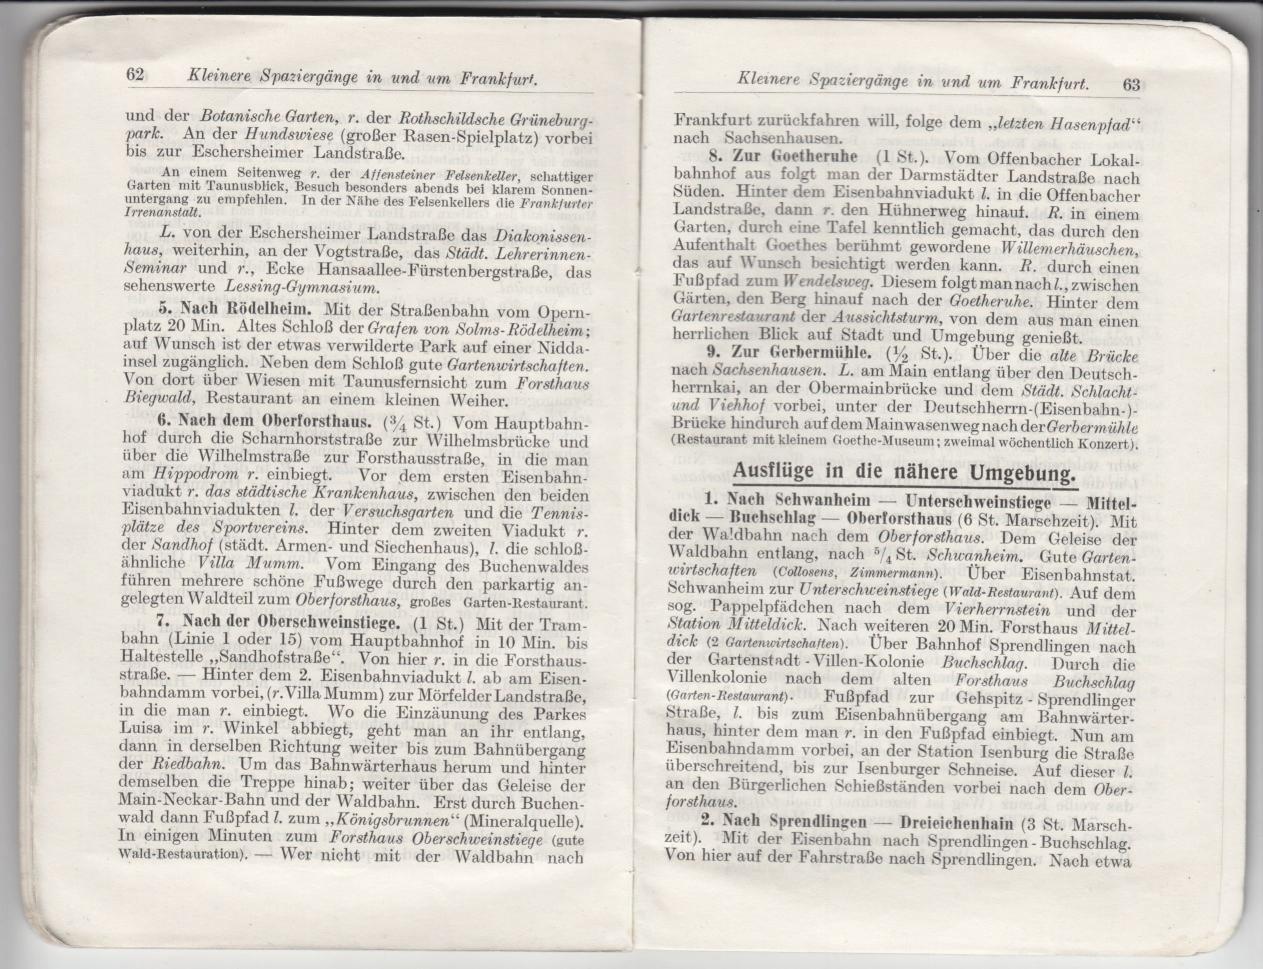 62 Kleinere Spaziergänge in und um Frankfurt.
und der Botanische Garten, r. der Rothschildsche Grüneburg-
park. An der Hundswiese (großer Rasen-Spielplatz) vorbei
bis zur Eschersheimer Landstraße.
An einem Seitenweg r. der Affensteiner Felsenkeller, schattiger
Garten mit Taunusblick, Besuch besonders abends bei klarem Sonnen-
untergang zu empfehlen. In der Nähe des Felsenkellers die Frankfurter
Irrenanstalt.
L. von der Eschersheimer Landstraße das Diakonissen-
haus, weiterhin, an der Vogtstraße, das Städt. Lehrerinnen-
Seminar und r., Ecke Hansaallee-Fürstenbergstraße, das
sehenswerte Lessing-Gymnasium.
5. Nach Rödelheim. Mit der Straßenbahn vom Opern-
platz 20 Min. Altes Schloß der Grafen von Solms-Rödelheim;
auf Wunsch ist der etwas verwilderte Park auf einer Nidda-
insel zugänglich. Neben dem Schloß gute Gartenwirtschaften.
Von dort über Wiesen mit Taunusfernsicht zum Forsthaus
Biegwald, Restaurant an einem kleinen Weiher.
6. Nach dem Oberforsthaus. (¾ St.) Vom Hauptbahn-
hof durch die Scharnhorststraße zur Wilhelmsbrücke und
über die Wilhelmstraße zur Forsthausstraße, in die man
am Hippodrom r. einbiegt. Vor dem ersten Eisenbahn-
viadukt r. das städtische Krankenhaus, zwischen den beiden
Eisenbahnviadukten l. der Versuchsgarten und die Tennis-
plätze des Sportvereins. Hinter dem zweiten Viadukt r.
der Sandhof (städt. Armen- und Siechenhaus), l. die schloß-
ähnliche Villa Mumm. Vom Eingang des Buchenwaldes
führen mehrere schöne Fußwege durch den parkartig an-
gelegten Waldteil zum Oberforsthaus, großes Garten-Restaurant.
7. Nach der Oberschweinstiege. (1 St.) Mit der Tram-
bahn (Linie 1 oder 15) vom Hauptbahnhof in 10 Min. bis
Haltestelle „Sandhofstraße“. Von hier r. in die Forsthaus-
straße. — Hinter dem 2. Eisenbahnviadukt l. ab am Eisen-
bahndamm vorbei, (r. Villa Mumm) zur Mörfelder Landstraße,
in die man r. einbiegt. Wo die Einzäunung des Parkes
Luisa im r. Winkel abbiegt, geht man an ihr entlang,
dann in derselben Richtung weiter bis zum Bahnübergang
der Riedbahn. Um das Bahnwärterhaus herum und hinter
demselben die Treppe hinab; weiter über das Geleise der
Main-Neckar-Bahn und der Waldbahn. Erst durch Buchen-
wald dann Fußpfad l. zum „Königsbrunnen“ (Mineralquelle).
In einigen Minuten zum Forsthaus Oberschweinstiege (gute
Wald-Restauration). — Wer nicht mit der Waldbahn nach
Kleinere Spaziergänge in und um Frankfurt. 63
Frankfurt zurückfahren will, folge dem „letzten Hasenpfad“
nach Sachsenhausen.
8. Zur Goetheruhe (1 St.). Vom Offenbacher Lokal-
bahnhof aus folgt man der Darmstädter Landstraße nach
Süden. Hinter dem Eisenbahnviadukt l. in die Offenbacher
Landstraße, dann r. den Hühnerweg hinauf. R. in einem
Garten, durch eine Tafel kenntlich gemacht, das durch den
Aufenthalt Goethes berühmt gewordene Willemerhäuschen,
das auf Wunsch besichtigt werden kann. R. durch einen
Fußpfad zum Wendelsweg. Diesem folgt man nach l., zwischen
Gärten, den Berg hinauf nach der Goetheruhe. Hinter dem
Gartenrestaurant der Aussichtsturm, von dem aus man einen
herrlichen Blick auf Stadt und Umgebung genießt.
9. Zur Gerbermühle. (½ St.). Über die alte Brücke
nach Sachsenhausen. L. am Main entlang über den Deutsch-
herrnkai, an der Obermainbrücke und dem Städt. Schlacht-
und Viehhof vorbei, unter der Deutschherrn-(Eisenbahn-)-
Brücke hindurch auf dem Mainwasenweg nach der Gerbermühle
(Restaurant mit kleinem Goethe-Museum; zweimal wöchentlich Konzert).
Ausflüge in die nähere Umgebung.
1. Nach Schwanheim — Unterschweinstiege — Mittel-
dick — Buchschlag — Oberforsthaus (6 St. Marschzeit). Mit
der Waldbahn nach dem Oberforsthaus. Dem Geleise der
Waldbahn entlang, nach 5/4 St. Schwanheim. Gute Garten-
wirtschaften (Collosens, Zimmermann). Über Eisenbahnstat.
Schwanheim zur Unterschweinstiege (Wald-Restaurant). Auf dem
sog. Pappelpfädchen nach dem Vierherrnstein und der
Station Mitteldick. Nach weiteren 20 Min. Forsthaus Mittel-
dick (2 Gartenwirtschaften). Über Bahnhof Sprendlingen nach
der Gartenstadt-Villen-Kolonie Buchschlag. Durch die
Villenkolonie nach dem alten Forsthaus Buchschlag
(Garten-Restaurant). Fußpfad zur Gehspitz-Sprendlinger
Straße, l. bis zum Eisenbahnübergang am Bahnwärter-
haus, hinter dem man r. in den Fußpfad einbiegt. Nun am
Eisenbahndamm vorbei, an der Station Isenburg die Straße
überschreitend, bis zur Isenburger Schneise. Auf dieser l.
an den Bürgerlichen Schießständen vorbei nach dem Ober-
forsthaus.
2. Nach Sprendlingen — Dreieichenhain (3 St. Marsch-
zeit). Mit der Eisenbahn nach Sprendlingen-Buchschlag.
Von hier auf der Fahrstraße nach Sprendlingen. Nach etwa